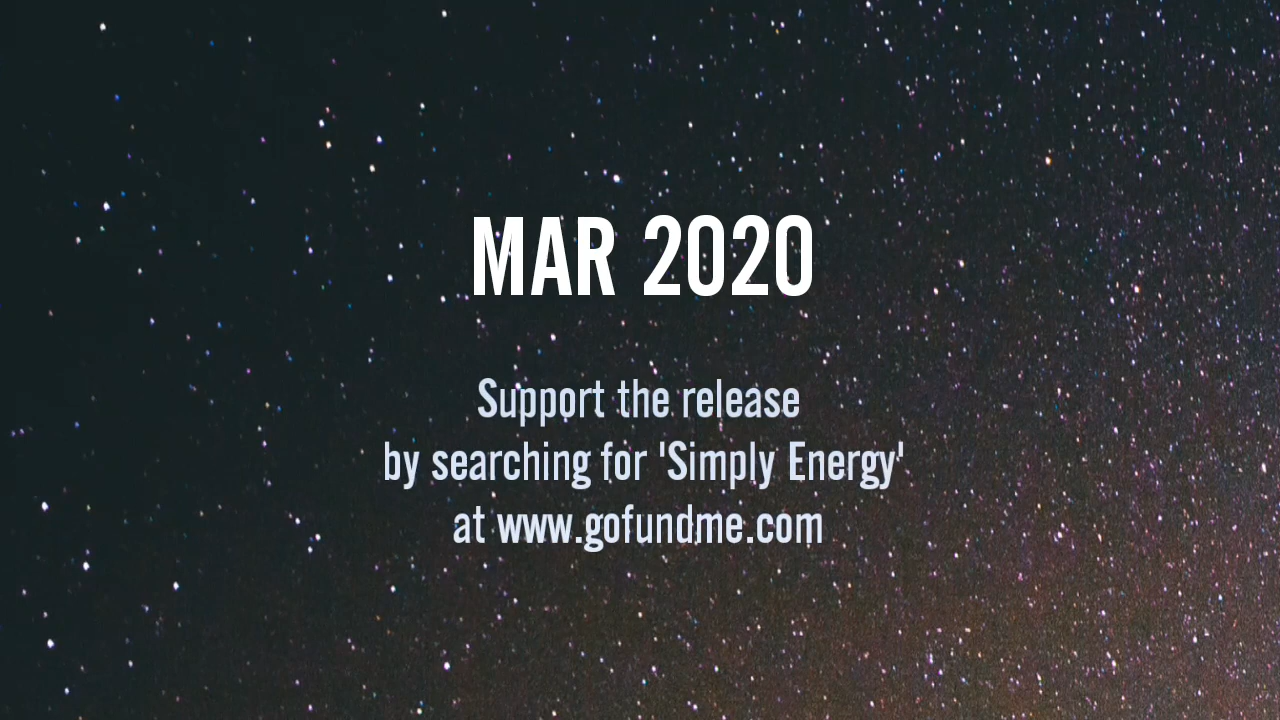 MAR 2020
Support the release
by searching for 'Simply Energy'
at www.gofundme.com